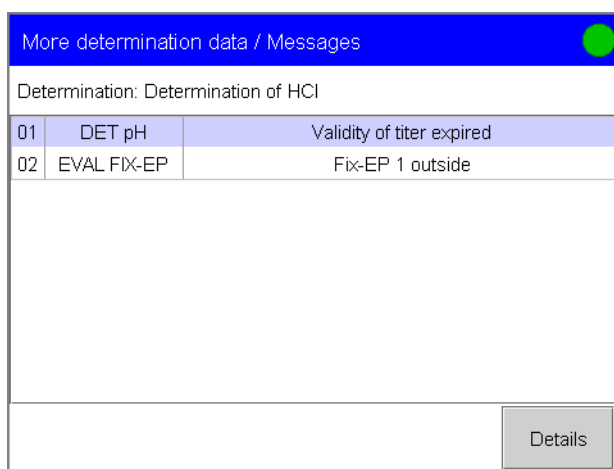 More determination data / Messages
Determination: Determination of HCl
01 DET pH Validity of titer expired
02 EVAL FIX-EP Fix-EP 1 outside
Details